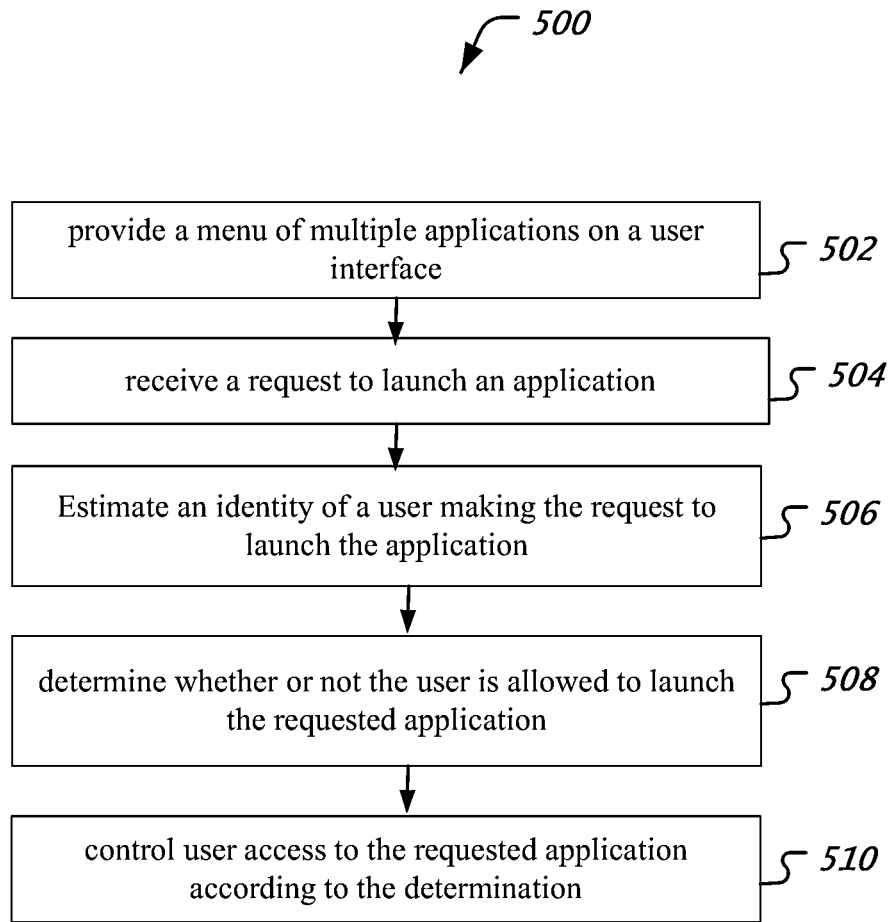 500
provide a menu of multiple applications on a user
interface
502
receive a request to launch an application
504
Estimate an identity of a user making the request to
launch the application
506
determine whether or not the user is allowed to launch
the requested application
508
control user access to the requested application
according to the determination
510